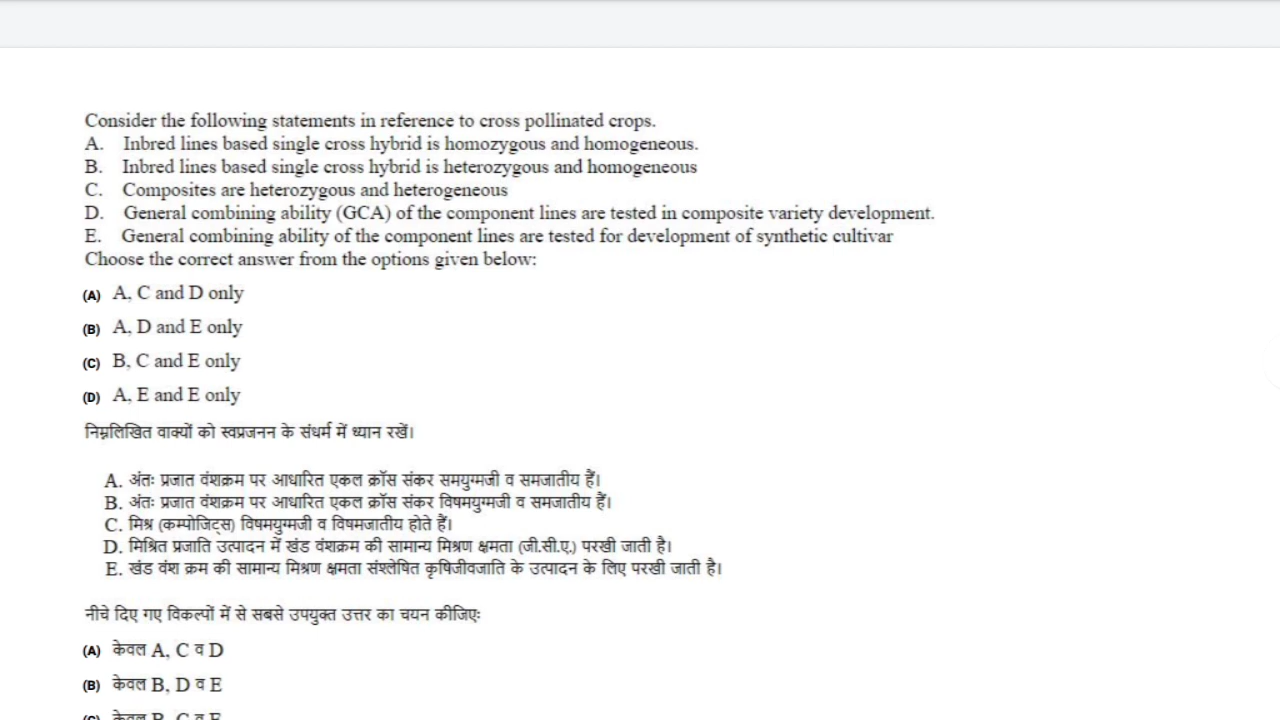 Consider the following statements in reference to cross pollinated crops.
A. Inbred lines based single cross hybrid is homozygous and homogeneous.
B. Inbred lines based single cross hybrid is heterozygous and homogeneous
C. Composites are heterozygous and heterogeneous
D. General combining ability (GCA) of the component lines are tested in composite variety development.
E. General combining ability of the component lines are tested for development of synthetic cultivar
Choose the correct answer from the options given below:
(A) A, C and D only
(B) A, D and E only
(C) B, C and E only
(D) A, E and E only
निम्नलिखित वाक्यों को स्वप्रजनन के संधर्म में ध्यान रखें।
A. अंतः प्रजात वंशक्रम पर आधारित एकल क्रॉस संकर समयुग्मजी व समजातीय हैं।
B. अंतः प्रजात वंशक्रम पर आधारित एकल क्रॉस संकर विषमयुग्मजी व समजातीय हैं।
C. मिश्र (कम्पोजिट्स) विषमयुग्मजी व विषमजातीय होते हैं।
D. मिश्रित प्रजाति उत्पादन में खंड वंशक्रम की सामान्य मिश्रण क्षमता (जी.सी.ए.) परखी जाती है।
E. खंड वंश क्रम की सामान्य मिश्रण क्षमता संश्लेषित कृषिजीवजाति के उत्पादन के लिए परखी जाती है।
नीचे दिए गए विकल्पों में से सबसे उपयुक्त उत्तर का चयन कीजिएः
(A) केवल A, C व D
(B) केवल B, D व E
(C) केवल B, C व E